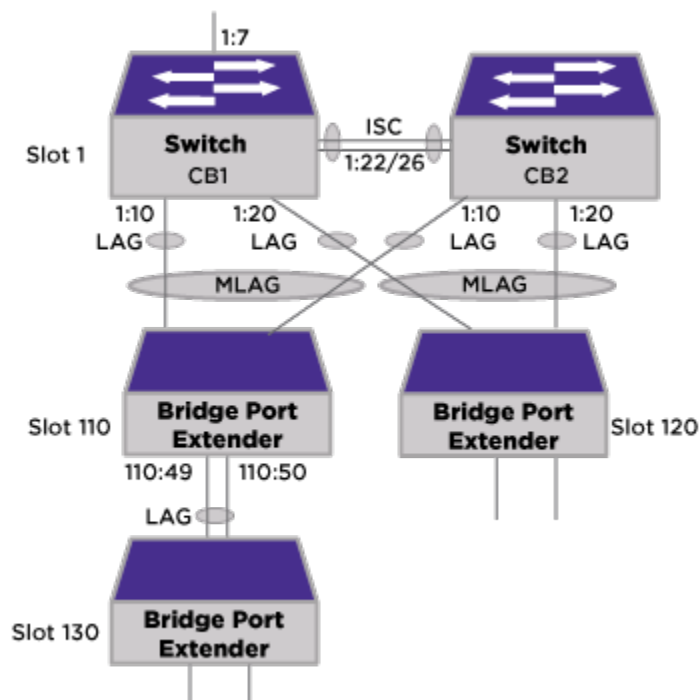 1:7
Slot 1
Switch
CB1
ISC
1:22/26
Switch
CB2
1:10
1:20
1:10
1:20
LAG
LAG
LAG
LAG
MLAG
MLAG
Slot 110
Bridge Port
Extender
Bridge Port
Extender
Slot 120
110:49
110:50
LAG
Slot 130
Bridge Port
Extender